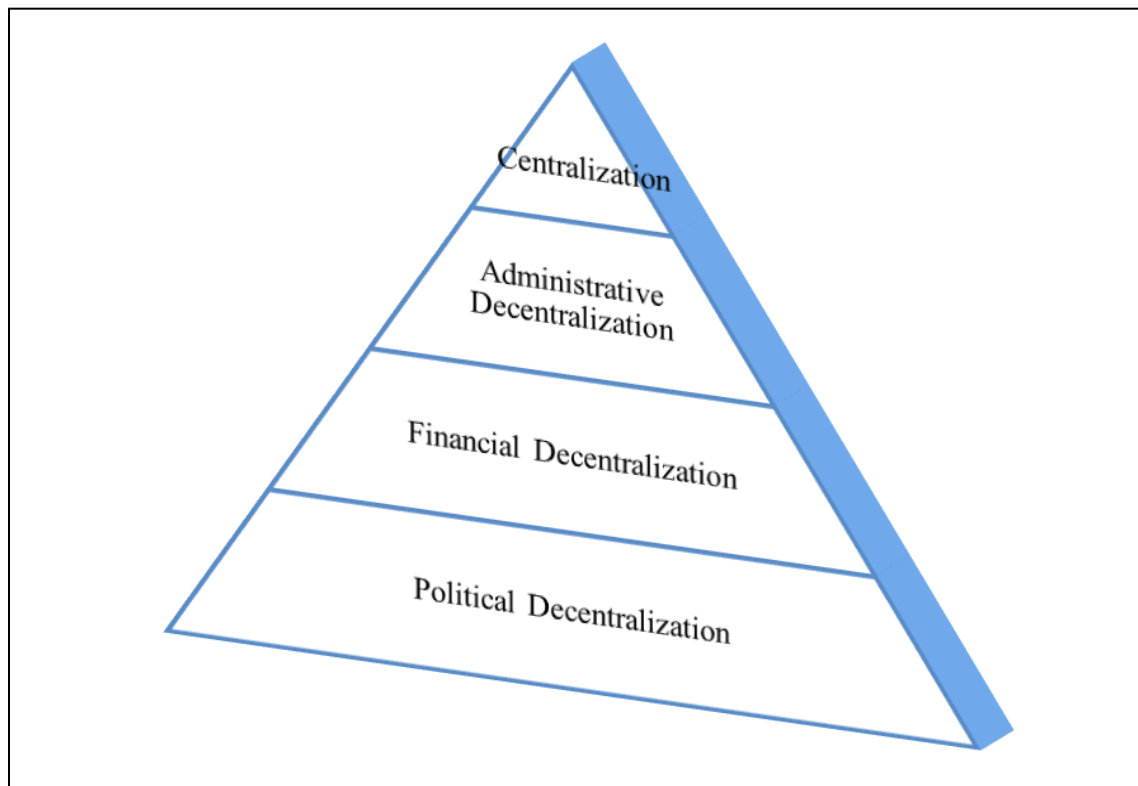 Centralization
Administrative
Decentralization
Financial Decentralization
Political Decentralization